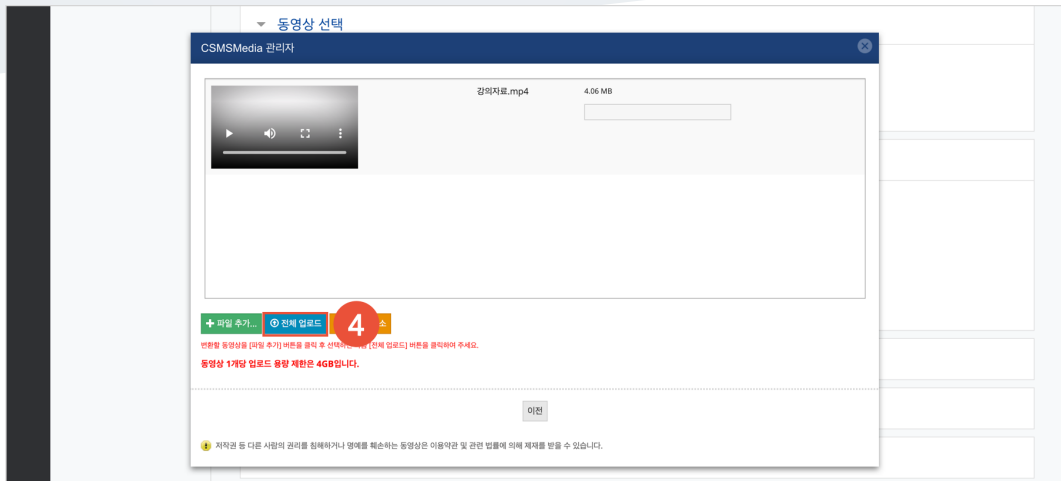 동영상 선택
CSMSMedia 관리자
강의자료.mp4 4.06 MB
파일 추가... 전체 업로드 4 소
변환할 동영상을 [파일 추가] 버튼을 클릭 후 선택하 [전체 업로드] 버튼을 클릭하여 주세요.
동영상 1개당 업로드 용량 제한은 4GB입니다.
이전
저작권 등 다른 사람의 권리를 침해하거나 명예를 훼손하는 동영상은 이용약관 및 관련 법률에 의해 제재를 받을 수 있습니다.